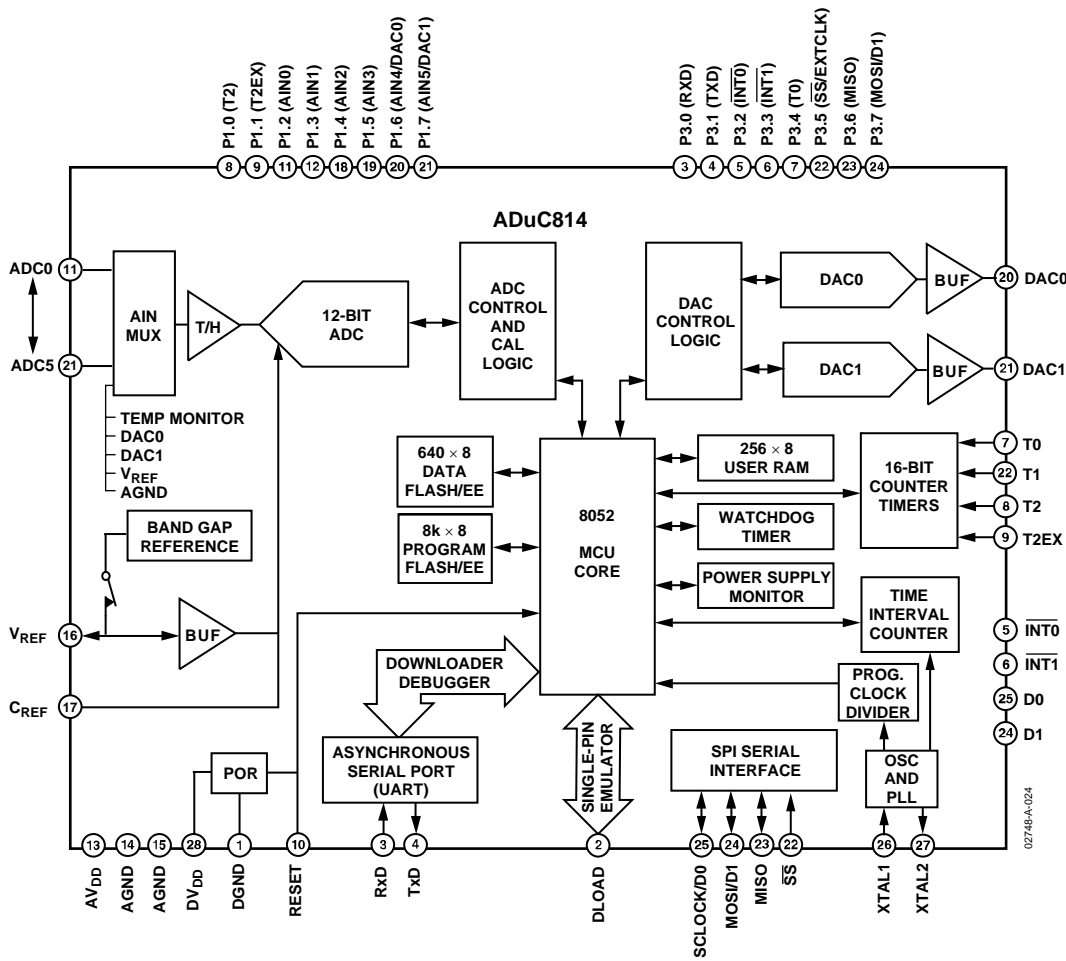 P1.0 (T2)
P1.1 (T2EX)
P1.2 (AIN0)
P1.3 (AIN1)
P1.4 (AIN2)
P1.5 (AIN3)
P1.6 (AIN4/DAC0)
P1.7 (AIN5/DAC1)
P3.0 (RXD)
P3.1 (TXD)
P3.2 (I̅N̅T̅0̅)
P3.3 (I̅N̅T̅1̅)
P3.4 (T0)
P3.5 (S̅S̅/EXTCLK)
P3.6 (MISO)
P3.7 (MOSI/D1)
8 9 11 12 18 19 20 21
3 4 5 6 7 22 23 24
ADuC814
ADC0
11
ADC5
21
AIN
MUX
T/H
12-BIT
ADC
ADC
CONTROL
AND
CAL
LOGIC
DAC
CONTROL
LOGIC
DAC0
BUF
20
DAC0
DAC1
BUF
21
DAC1
TEMP MONITOR
DAC0
DAC1
VREF
AGND
BAND GAP
REFERENCE
VREF
16
BUF
CREF
17
640 × 8
DATA
FLASH/EE
8k × 8
PROGRAM
FLASH/EE
8052
MCU
CORE
256 × 8
USER RAM
WATCHDOG
TIMER
POWER SUPPLY
MONITOR
16-BIT
COUNTER
TIMERS
7
T0
22
T1
8
T2
9
T2EX
TIME
INTERVAL
COUNTER
5
I̅N̅T̅0̅
6
I̅N̅T̅1̅
25
D0
24
D1
PROG.
CLOCK
DIVIDER
DOWNLOADER
DEBUGGER
ASYNCHRONOUS
SERIAL PORT
(UART)
SINGLE-PIN
EMULATOR
SPI SERIAL
INTERFACE
OSC
AND
PLL
POR
13 14 15 28 1 10 3 4 2 25 24 23 22 26 27
AVDD
AGND
AGND
DVDD
DGND
RESET
RxD
TxD
DLOAD
SCLOCK/D0
MOSI/D1
MISO
S̅S̅
XTAL1
XTAL2
02748-A-024